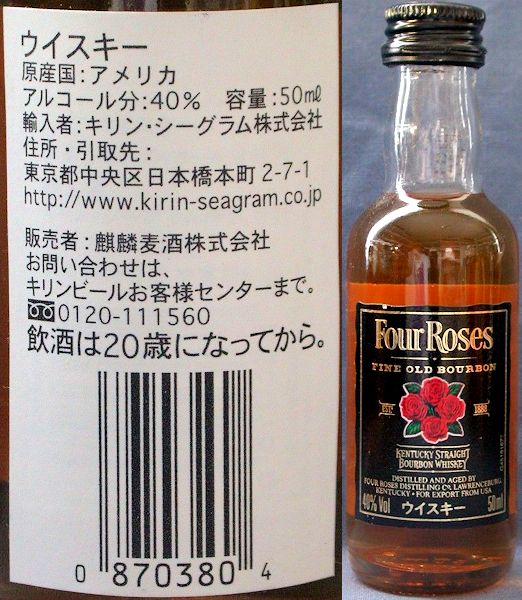 ウイスキー
原産国:アメリカ
アルコール分:40% 容量:50㎖
輸入者:キリン・シーグラム株式会社
住所・引取先:
東京都中央区日本橋本町2-7-1
http://www.kirin-seagram.co.jp
販売者:麒麟麦酒株式会社
お問い合わせは、
キリンビールお客様センターまで。
0120-111560
飲酒は20歳になってから。
0 870380 4
Four Roses
FINE OLD BOURBON
EST. 1888
KENTUCKY STRAIGHT
BOURBON WHISKEY
DISTILLED AND AGED BY
FOUR ROSES DISTILLING CO. LAWRENCEBURG,
KENTUCKY • FOR EXPORT FROM USA
40% Vol ウイスキー 50ml